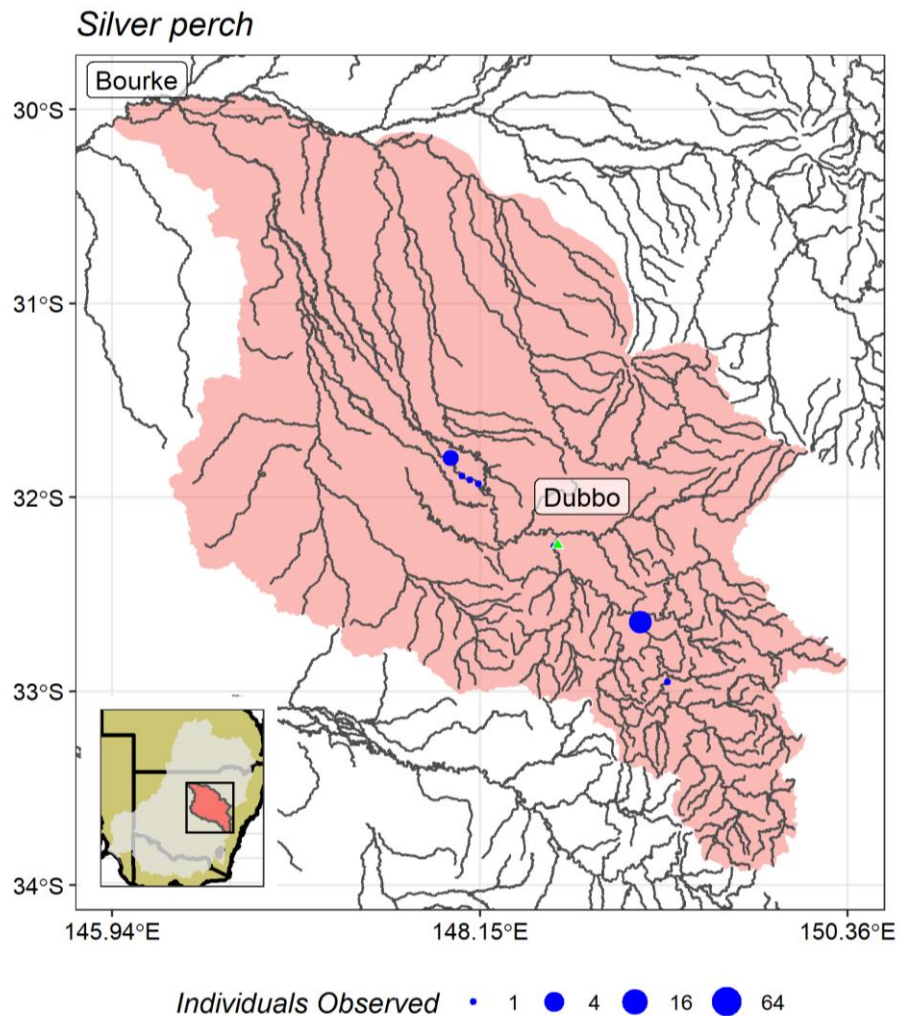 Silver perch
Bourke
30°S
31°S
32°S
Dubbo
33°S
34°S
145.94°E 148.15°E 150.36°E
Individuals Observed 1 4 16 64